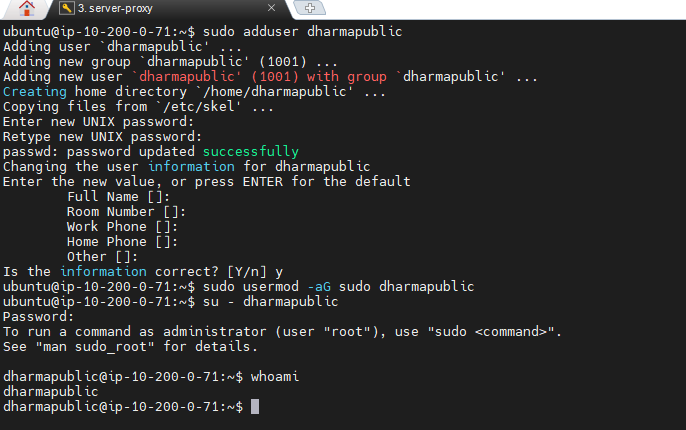 3. server-proxy
ubuntu@ip-10-200-0-71:~$ sudo adduser dharmapublic
Adding user `dharmapublic' ...
Adding new group `dharmapublic' (1001) ...
Adding new user `dharmapublic' (1001) with group `dharmapublic' ...
Creating home directory `/home/dharmapublic' ...
Copying files from `/etc/skel' ...
Enter new UNIX password:
Retype new UNIX password:
passwd: password updated successfully
Changing the user information for dharmapublic
Enter the new value, or press ENTER for the default
        Full Name []:
        Room Number []:
        Work Phone []:
        Home Phone []:
        Other []:
Is the information correct? [Y/n] y
ubuntu@ip-10-200-0-71:~$ sudo usermod -aG sudo dharmapublic
ubuntu@ip-10-200-0-71:~$ su - dharmapublic
Password:
To run a command as administrator (user "root"), use "sudo <command>".
See "man sudo_root" for details.

dharmapublic@ip-10-200-0-71:~$ whoami
dharmapublic
dharmapublic@ip-10-200-0-71:~$